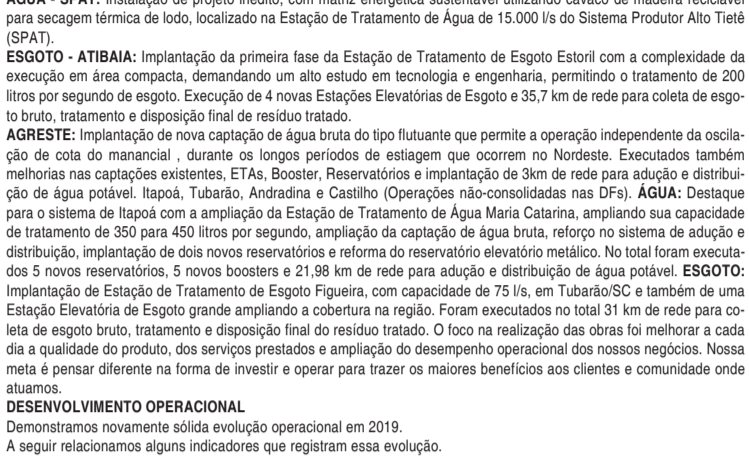 ÁGUA - SPAT: Instalação de projeto inédito, com matriz energética sustentável utilizando cavaco de madeira reciclável
para secagem térmica de lodo, localizado na Estação de Tratamento de Água de 15.000 l/s do Sistema Produtor Alto Tietê
(SPAT).
ESGOTO - ATIBAIA: Implantação da primeira fase da Estação de Tratamento de Esgoto Estoril com a complexidade da
execução em área compacta, demandando um alto estudo em tecnologia e engenharia, permitindo o tratamento de 200
litros por segundo de esgoto. Execução de 4 novas Estações Elevatórias de Esgoto e 35,7 km de rede para coleta de esgo-
to bruto, tratamento e disposição final de resíduo tratado.
AGRESTE: Implantação de nova captação de água bruta do tipo flutuante que permite a operação independente da oscila-
ção de cota do manancial , durante os longos períodos de estiagem que ocorrem no Nordeste. Executados também
melhorias nas captações existentes, ETAs, Booster, Reservatórios e implantação de 3km de rede para adução e distribui-
ção de água potável. Itapoá, Tubarão, Andradina e Castilho (Operações não-consolidadas nas DFs). ÁGUA: Destaque
para o sistema de Itapoá com a ampliação da Estação de Tratamento de Água Maria Catarina, ampliando sua capacidade
de tratamento de 350 para 450 litros por segundo, ampliação da captação de água bruta, reforço no sistema de adução e
distribuição, implantação de dois novos reservatórios e reforma do reservatório elevatório metálico. No total foram executa-
dos 5 novos reservatórios, 5 novos boosters e 21,98 km de rede para adução e distribuição de água potável. ESGOTO:
Implantação de Estação de Tratamento de Esgoto Figueira, com capacidade de 75 l/s, em Tubarão/SC e também de uma
Estação Elevatória de Esgoto grande ampliando a cobertura na região. Foram executados no total 31 km de rede para co-
leta de esgoto bruto, tratamento e disposição final do resíduo tratado. O foco na realização das obras foi melhorar a cada
dia a qualidade do produto, dos serviços prestados e ampliação do desempenho operacional dos nossos negócios. Nossa
meta é pensar diferente na forma de investir e operar para trazer os maiores benefícios aos clientes e comunidade onde
atuamos.
DESENVOLVIMENTO OPERACIONAL
Demonstramos novamente sólida evolução operacional em 2019.
A seguir relacionamos alguns indicadores que registram essa evolução.